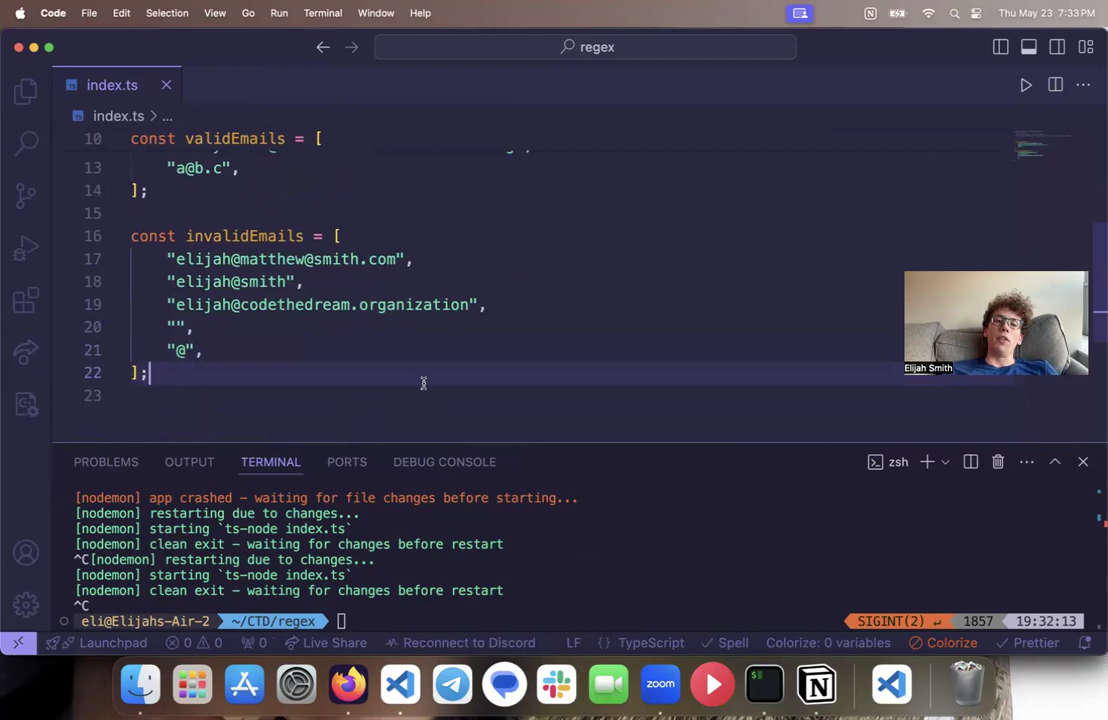 Code File Edit Selection View Go Run Terminal Window Help Thu May 23 7:33 PM
regex
index.ts
index.ts > ...
10 const validEmails = [
13 "a@b.c",
14 ];
15
16 const invalidEmails = [
17 "elijah@matthew@smith.com",
18 "elijah@smith",
19 "elijah@codethedream.organization",
20 "",
21 "@",
22 ];
23
Elijah Smith
PROBLEMS OUTPUT TERMINAL PORTS DEBUG CONSOLE zsh
[nodemon] app crashed – waiting for file changes before starting...
[nodemon] restarting due to changes...
[nodemon] starting `ts-node index.ts`
[nodemon] clean exit – waiting for changes before restart
^C[nodemon] restarting due to changes...
[nodemon] starting `ts-node index.ts`
[nodemon] clean exit – waiting for changes before restart
^C
eli@Elijahs-Air-2 ~/CTD/regex SIGINT(2) ↵ 1857 19:32:13
Launchpad 0 0 0 Live Share Reconnect to Discord LF {} TypeScript Spell Colorize: 0 variables Colorize Prettier
zoom